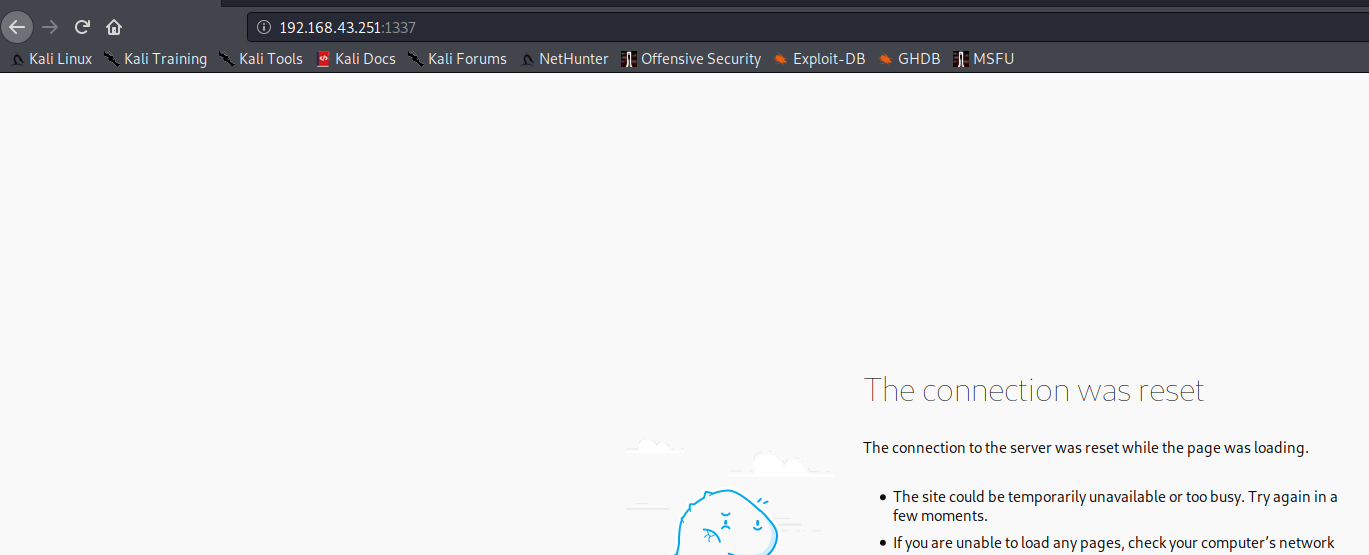 192.168.43.251:1337
Kali Linux Kali Training Kali Tools Kali Docs Kali Forums NetHunter Offensive Security Exploit-DB GHDB MSFU
The connection was reset
The connection to the server was reset while the page was loading.
The site could be temporarily unavailable or too busy. Try again in a
few moments.
If you are unable to load any pages, check your computer’s network